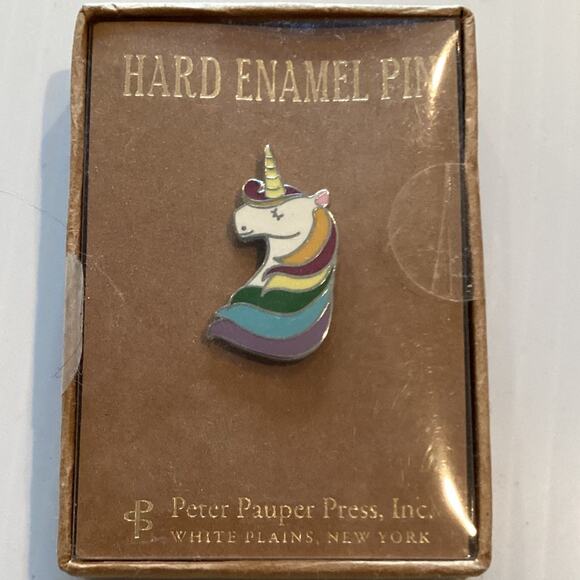 HARD ENAMEL PIN
Peter Pauper Press, Inc.
WHITE PLAINS, NEW YORK